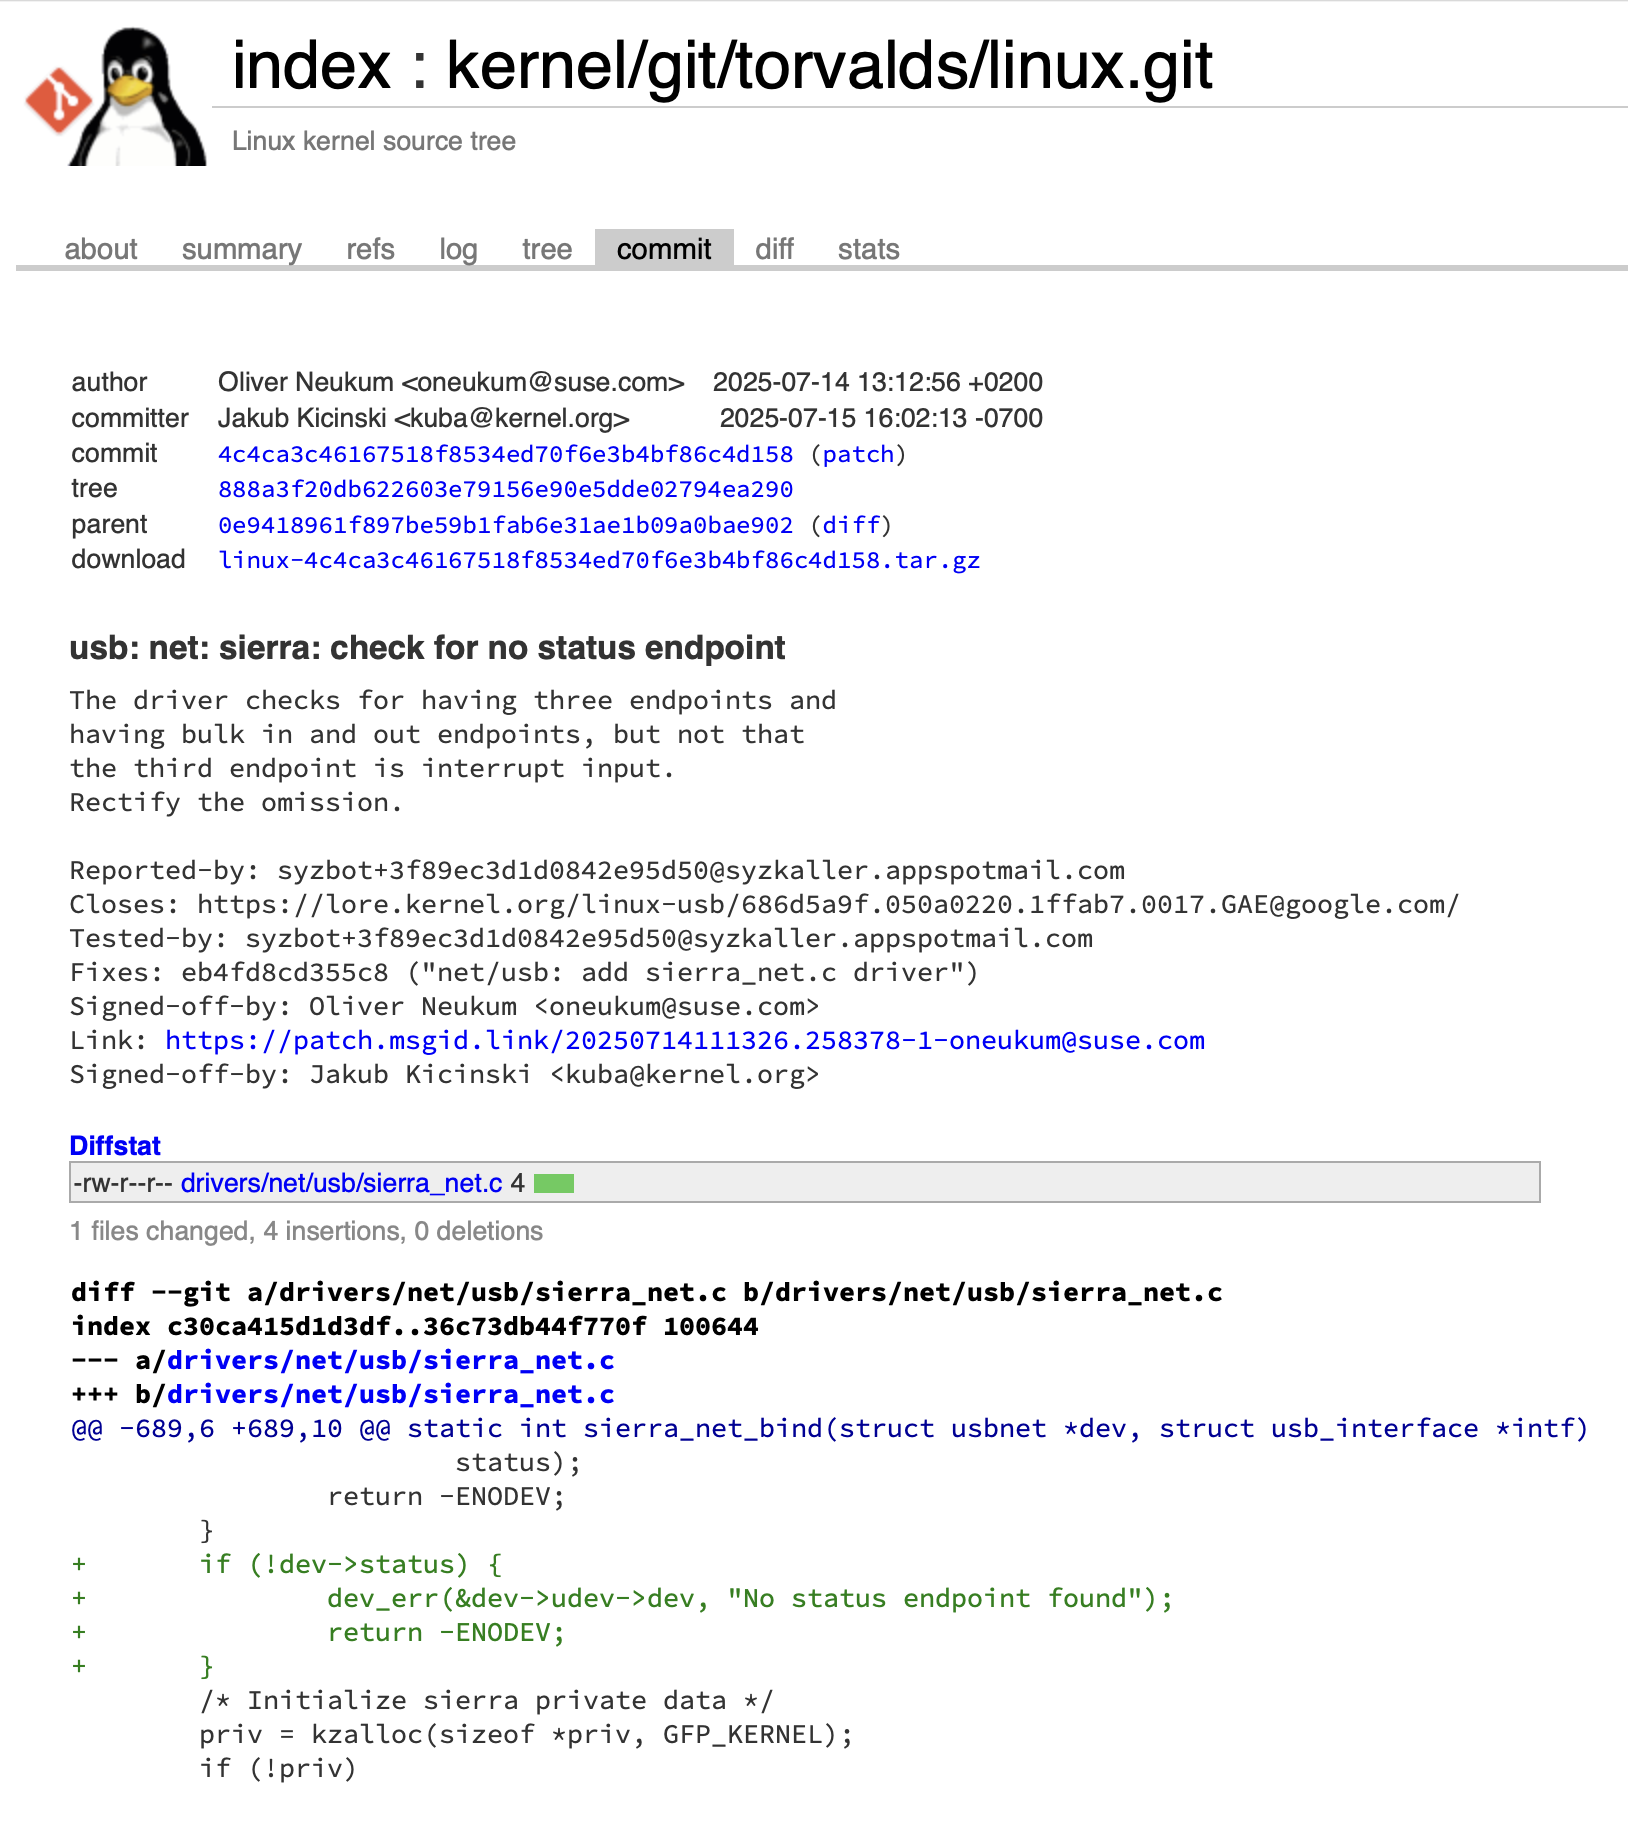 index : kernel/git/torvalds/linux.git
Linux kernel source tree
about summary refs log tree commit diff stats
author Oliver Neukum <oneukum@suse.com> 2025-07-14 13:12:56 +0200
committer Jakub Kicinski <kuba@kernel.org> 2025-07-15 16:02:13 -0700
commit 4c4ca3c46167518f8534ed70f6e3b4bf86c4d158 (patch)
tree 888a3f20db622603e79156e90e5dde02794ea290
parent 0e9418961f897be59b1fab6e31ae1b09a0bae902 (diff)
download linux-4c4ca3c46167518f8534ed70f6e3b4bf86c4d158.tar.gz
usb: net: sierra: check for no status endpoint
The driver checks for having three endpoints and
having bulk in and out endpoints, but not that
the third endpoint is interrupt input.
Rectify the omission.
Reported-by: syzbot+3f89ec3d1d0842e95d50@syzkaller.appspotmail.com
Closes: https://lore.kernel.org/linux-usb/686d5a9f.050a0220.1ffab7.0017.GAE@google.com/
Tested-by: syzbot+3f89ec3d1d0842e95d50@syzkaller.appspotmail.com
Fixes: eb4fd8cd355c8 ("net/usb: add sierra_net.c driver")
Signed-off-by: Oliver Neukum <oneukum@suse.com>
Link: https://patch.msgid.link/20250714111326.258378-1-oneukum@suse.com
Signed-off-by: Jakub Kicinski <kuba@kernel.org>
Diffstat
-rw-r--r-- drivers/net/usb/sierra_net.c 4
1 files changed, 4 insertions, 0 deletions
diff --git a/drivers/net/usb/sierra_net.c b/drivers/net/usb/sierra_net.c
index c30ca415d1d3df..36c73db44f770f 100644
--- a/drivers/net/usb/sierra_net.c
+++ b/drivers/net/usb/sierra_net.c
@@ -689,6 +689,10 @@ static int sierra_net_bind(struct usbnet *dev, struct usb_interface *intf)
status);
return -ENODEV;
}
+ if (!dev->status) {
+ dev_err(&dev->udev->dev, "No status endpoint found");
+ return -ENODEV;
+ }
/* Initialize sierra private data */
priv = kzalloc(sizeof *priv, GFP_KERNEL);
if (!priv)